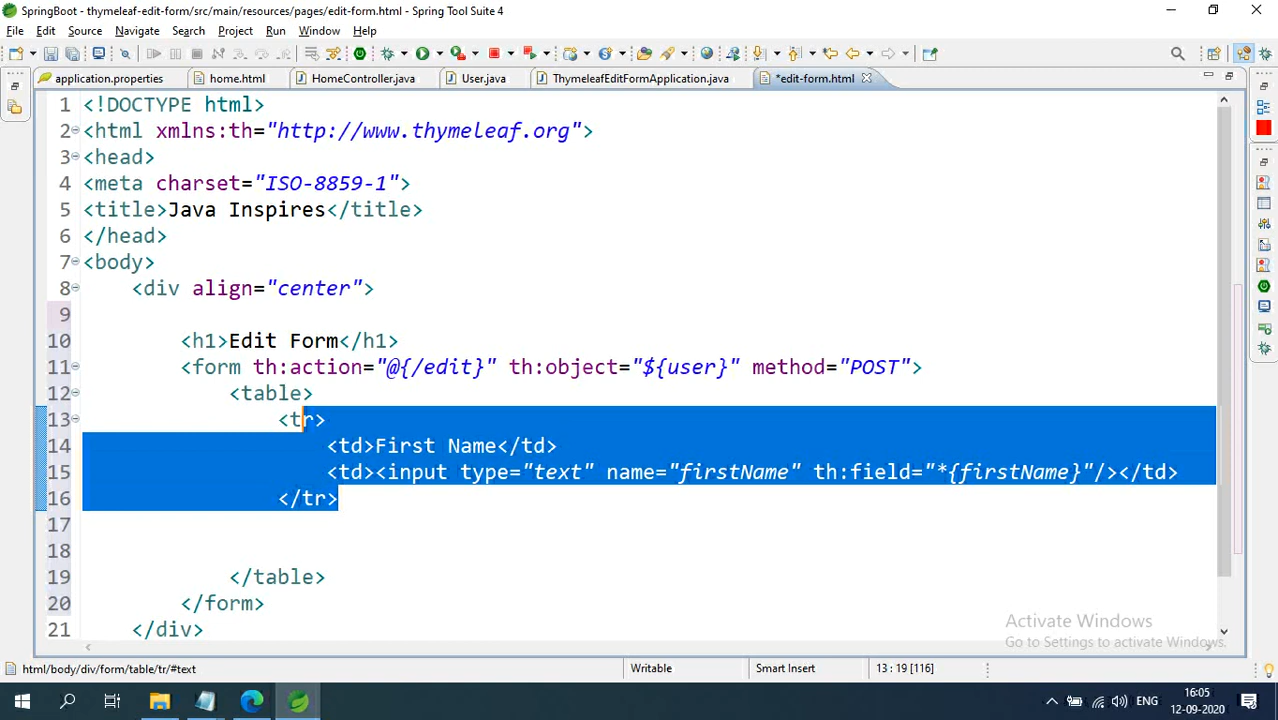 SpringBoot - thymeleaf-edit-form/src/main/resources/pages/edit-form.html - Spring Tool Suite 4
File Edit Source Navigate Search Project Run Window Help
application.properties home.html HomeController.java User.java ThymeleafEditFormApplication.java *edit-form.html
1 <!DOCTYPE html>
2 <html xmlns:th="http://www.thymeleaf.org">
3 <head>
4 <meta charset="ISO-8859-1">
5 <title>Java Inspires</title>
6 </head>
7 <body>
8 <div align="center">
9
10 <h1>Edit Form</h1>
11 <form th:action="@{/edit}" th:object="${user}" method="POST">
12 <table>
13 <tr>
14 <td>First Name</td>
15 <td><input type="text" name="firstName" th:field="*{firstName}"/></td>
16 </tr>
17
18
19 </table>
20 </form>
21 </div>
Activate Windows
Go to Settings to activate Windows.
html/body/div/form/table/tr/#text Writable Smart Insert 13 : 19 [116]
ENG
16:05
12-09-2020